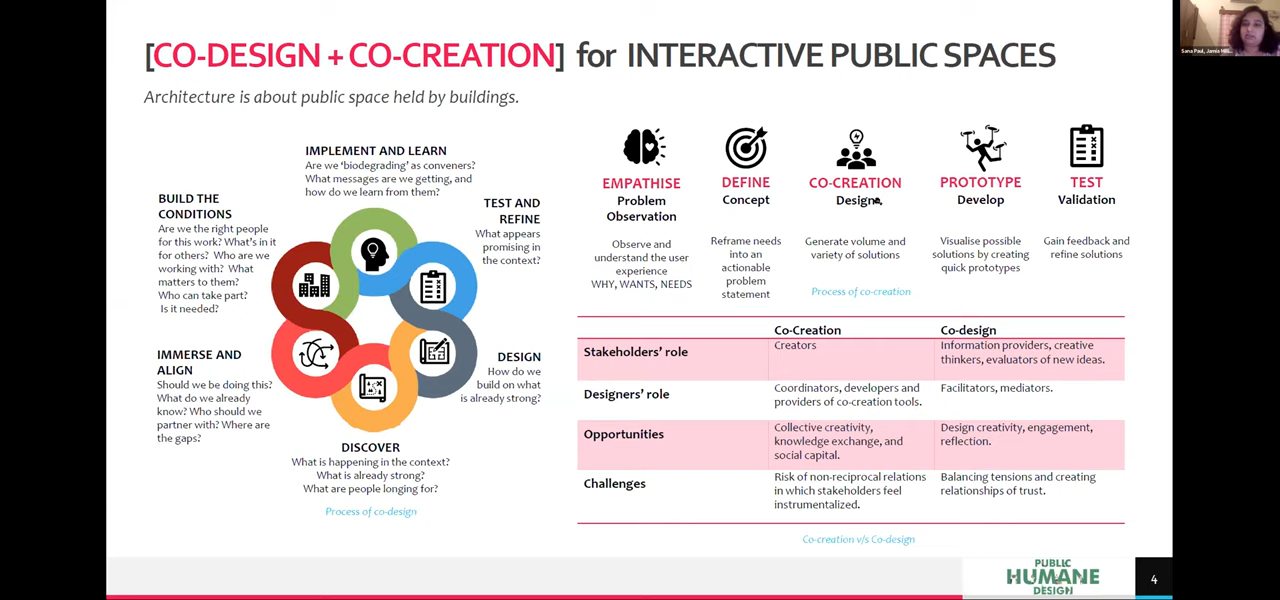 [CO-DESIGN + CO-CREATION] for INTERACTIVE PUBLIC SPACES
Architecture is about public space held by buildings.
IMPLEMENT AND LEARN
Are we ‘biodegrading’ as conveners?
What messages are we getting, and
how do we learn from them?
BUILD THE
CONDITIONS
Are we the right people
for this work? What’s in it
for others? Who are we
working with? What
matters to them?
Who can take part?
Is it needed?
TEST AND
REFINE
What appears
promising in
the context?
IMMERSE AND
ALIGN
Should we be doing this?
What do we already
know? Who should we
partner with? Where are
the gaps?
DESIGN
How do we
build on what
is already strong?
DISCOVER
What is happening in the context?
What is already strong?
What are people longing for?
Process of co-design
EMPATHISE
Problem
Observation
Observe and
understand the user
experience
WHY, WANTS, NEEDS
DEFINE
Concept
Reframe needs
into an
actionable
problem
statement
CO-CREATION
Design
Generate volume and
variety of solutions
Process of co-creation
PROTOTYPE
Develop
Visualise possible
solutions by creating
quick prototypes
TEST
Validation
Gain feedback and
refine solutions
Co-Creation
Co-design
Stakeholders’ role
Creators
Information providers, creative
thinkers, evaluators of new ideas.
Designers’ role
Coordinators, developers and
providers of co-creation tools.
Facilitators, mediators.
Opportunities
Collective creativity,
knowledge exchange, and
social capital.
Design creativity, engagement,
reflection.
Challenges
Risk of non-reciprocal relations
in which stakeholders feel
instrumentalized.
Balancing tensions and creating
relationships of trust.
Co-creation v/s Co-design
PUBLIC
HUMANE
DESIGN
4
Sana Paul, Jamia